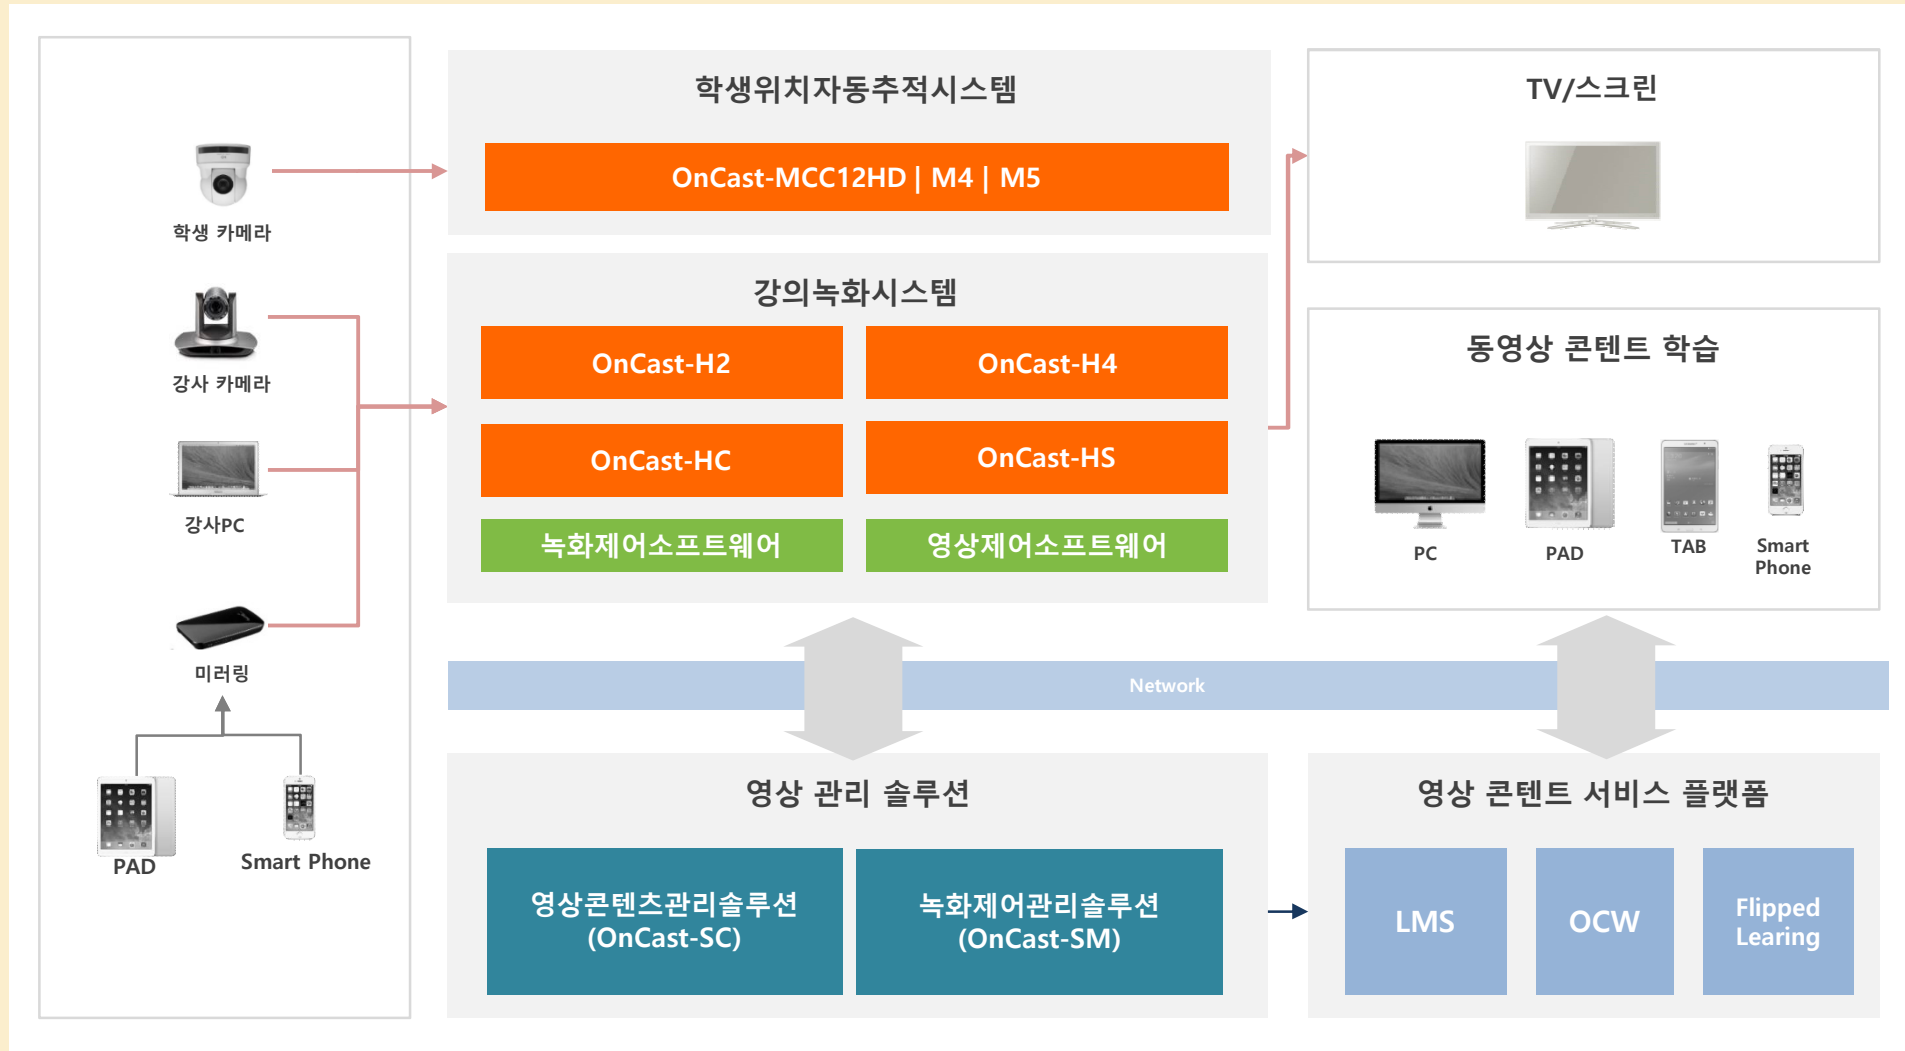 학생 카메라
강사 카메라
강사PC
미러링
PAD
Smart Phone
학생위치자동추적시스템
OnCast-MCC12HD | M4 | M5
강의녹화시스템
OnCast-H2
OnCast-H4
OnCast-HC
OnCast-HS
녹화제어소프트웨어
영상제어소프트웨어
TV/스크린
동영상 콘텐트 학습
PC
PAD
TAB
Smart
Phone
Network
영상 관리 솔루션
영상콘텐츠관리솔루션
(OnCast-SC)
녹화제어관리솔루션
(OnCast-SM)
영상 콘텐트 서비스 플랫폼
LMS
OCW
Flipped
Learing